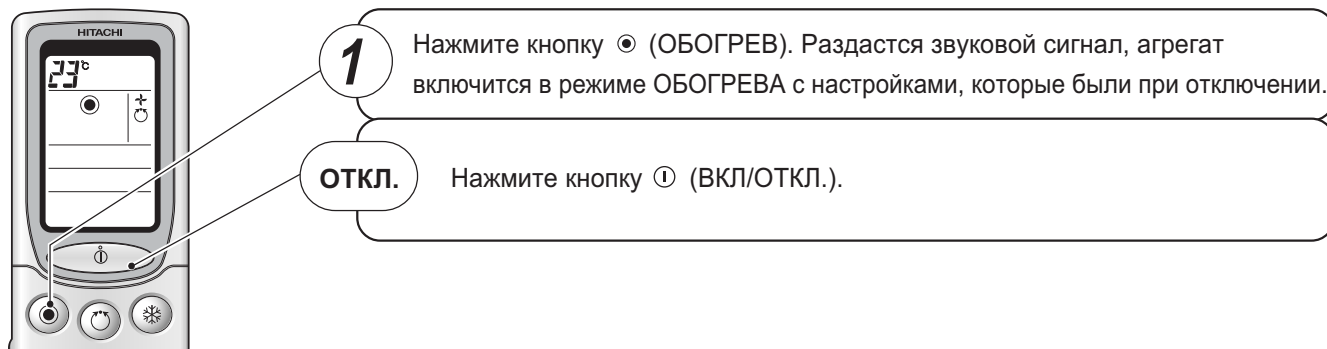 HITACHI
23°c
1
Нажмите кнопку (ОБОГРЕВ). Раздастся звуковой сигнал, агрегат
включится в режиме ОБОГРЕВА с настройками, которые были при отключении.
ОТКЛ.
Нажмите кнопку (ВКЛ/ОТКЛ.).